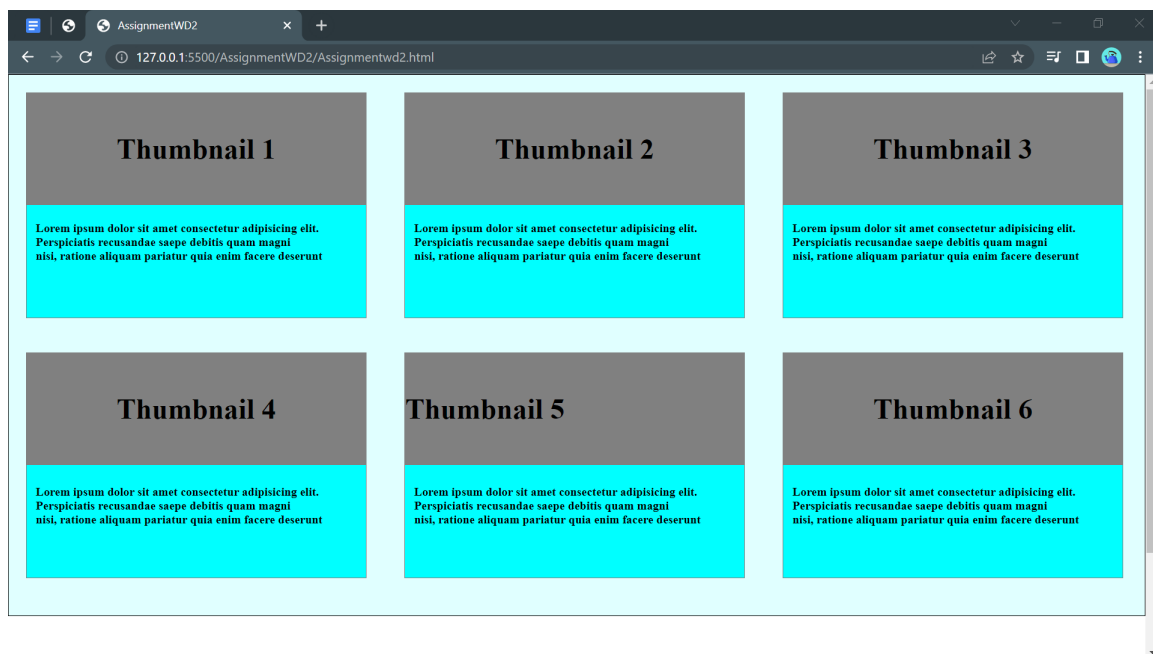 AssignmentWD2
127.0.0.1:5500/AssignmentWD2/Assignmentwd2.html
Thumbnail 1
Lorem ipsum dolor sit amet consectetur adipisicing elit.
Perspiciatis recusandae saepe debitis quam magni
nisi, ratione aliquam pariatur quia enim facere deserunt
Thumbnail 2
Lorem ipsum dolor sit amet consectetur adipisicing elit.
Perspiciatis recusandae saepe debitis quam magni
nisi, ratione aliquam pariatur quia enim facere deserunt
Thumbnail 3
Lorem ipsum dolor sit amet consectetur adipisicing elit.
Perspiciatis recusandae saepe debitis quam magni
nisi, ratione aliquam pariatur quia enim facere deserunt
Thumbnail 4
Lorem ipsum dolor sit amet consectetur adipisicing elit.
Perspiciatis recusandae saepe debitis quam magni
nisi, ratione aliquam pariatur quia enim facere deserunt
Thumbnail 5
Lorem ipsum dolor sit amet consectetur adipisicing elit.
Perspiciatis recusandae saepe debitis quam magni
nisi, ratione aliquam pariatur quia enim facere deserunt
Thumbnail 6
Lorem ipsum dolor sit amet consectetur adipisicing elit.
Perspiciatis recusandae saepe debitis quam magni
nisi, ratione aliquam pariatur quia enim facere deserunt